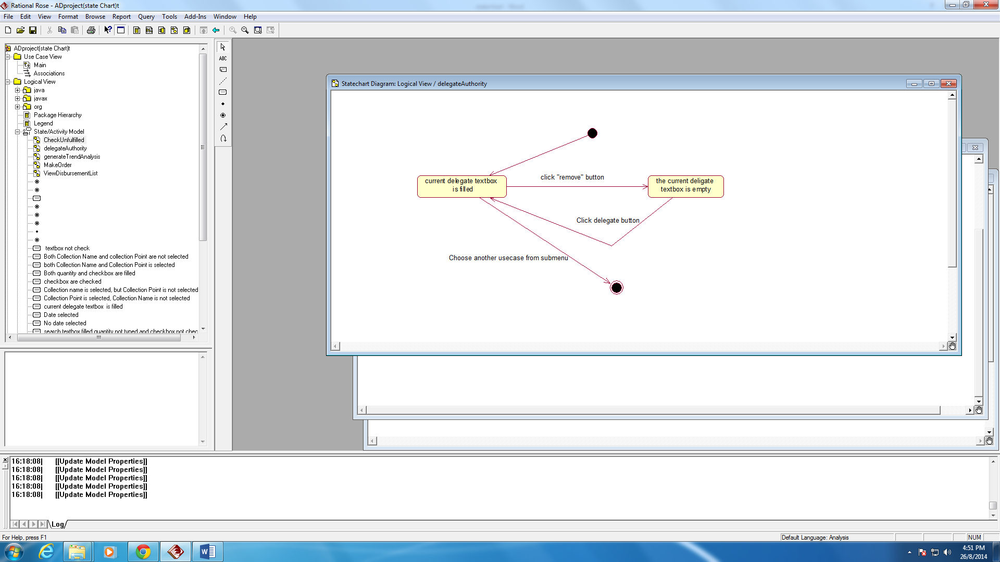 Rational Rose - ADproject(state Chart)t
File Edit View Format Browse Report Query Tools Add-Ins Window Help
ADproject(state Chart)t
Use Case View
Main
Associations
Logical View
java
javax
org
Package Hierarchy
Legend
State/Activity Model
CheckUnfulfilled
delegateAuthority
generateTrendAnalysis
MakeOrder
ViewDisbursementList
textbox not check
Both Collection Name and collection Point are not selected
both Collection Name and Collection Point is selected
Both quantity and checkbox are filled
checkbox are checked
Collection name is selected, but Collection Point is not selected
Collection Point is selected, Collection Name is not selected
current delegate textbox is filled
Date selected
No date selected
search textbox filled quantity not typed and checkbox not chec
ABC
Statechart Diagram: Logical View / delegateAuthority
current delegate textbox
is filled
click "remove" button
the current deligate
textbox is empty
Click delegate button
Choose another usecase from submenu
16:18:08| [[Update Model Properties]]
16:18:08| [[Update Model Properties]]
16:18:08| [[Update Model Properties]]
16:18:08| [[Update Model Properties]]
16:18:08| [[Update Model Properties]]
Log
For Help, press F1
Default Language: Analysis
NUM
4:51 PM
26/8/2014